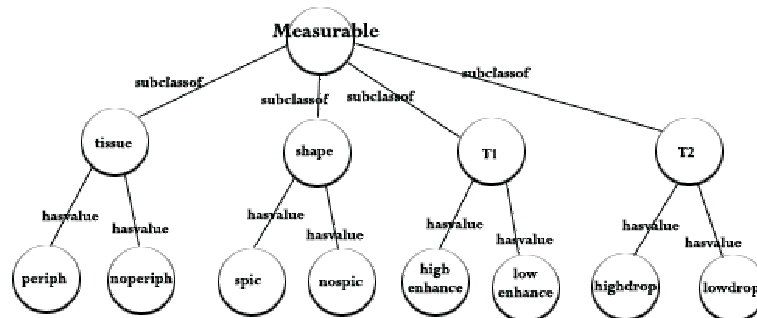 Measurable
subclassof
subclassof
subclassof
subclassof
tissue
shape
T1
T2
hasvalue
hasvalue
hasvalue
hasvalue
hasvalue
hasvalue
hasvalue
hasvalue
periph
noperiph
spic
nospic
high
enhance
low
enhance
highdrop
lowdrop